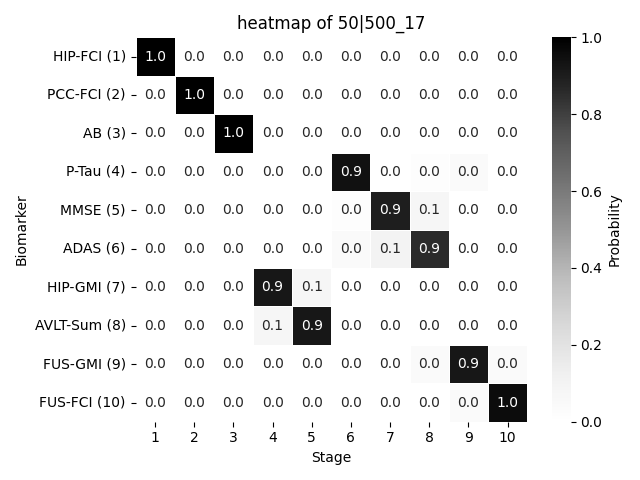 heatmap of 50|500_17
HIP-FCI (1) 1.0 0.0 0.0 0.0 0.0 0.0 0.0 0.0 0.0 0.0
PCC-FCI (2) 0.0 1.0 0.0 0.0 0.0 0.0 0.0 0.0 0.0 0.0
AB (3) 0.0 0.0 1.0 0.0 0.0 0.0 0.0 0.0 0.0 0.0
P-Tau (4) 0.0 0.0 0.0 0.0 0.0 0.9 0.0 0.0 0.0 0.0
MMSE (5) 0.0 0.0 0.0 0.0 0.0 0.0 0.9 0.1 0.0 0.0
ADAS (6) 0.0 0.0 0.0 0.0 0.0 0.0 0.1 0.9 0.0 0.0
HIP-GMI (7) 0.0 0.0 0.0 0.9 0.1 0.0 0.0 0.0 0.0 0.0
AVLT-Sum (8) 0.0 0.0 0.0 0.1 0.9 0.0 0.0 0.0 0.0 0.0
FUS-GMI (9) 0.0 0.0 0.0 0.0 0.0 0.0 0.0 0.0 0.9 0.0
FUS-FCI (10) 0.0 0.0 0.0 0.0 0.0 0.0 0.0 0.0 0.0 1.0
1 2 3 4 5 6 7 8 9 10
Stage
Biomarker
1.0
0.8
0.6
0.4
0.2
0.0
Probability